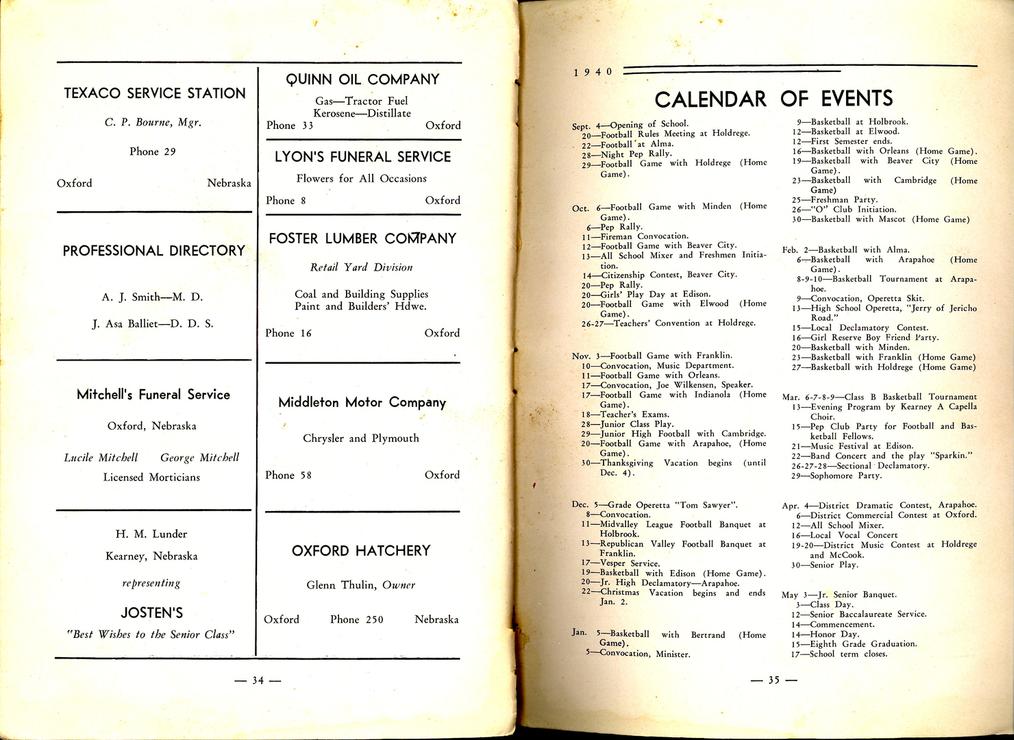 TEXACO SERVICE STATION
C. P. Bourne, Mgr.
Phone 29
Oxford Nebraska
PROFESSIONAL DIRECTORY
A. J. Smith—M. D.
J. Asa Balliet—D. D. S.
Mitchell's Funeral Service
Oxford, Nebraska
Lucile Mitchell George Mitchell
Licensed Morticians
H. M. Lunder
Kearney, Nebraska
representing
JOSTEN'S
"Best Wishes to the Senior Class"
QUINN OIL COMPANY
Gas—Tractor Fuel
Kerosene—Distillate
Phone 33 Oxford
LYON'S FUNERAL SERVICE
Flowers for All Occasions
Phone 8 Oxford
FOSTER LUMBER COMPANY
Retail Yard Division
Coal and Building Supplies
Paint and Builders' Hdwe.
Phone 16 Oxford
Middleton Motor Company
Chrysler and Plymouth
Phone 58 Oxford
OXFORD HATCHERY
Glenn Thulin, Owner
Oxford Phone 250 Nebraska
— 34 —
1940
CALENDAR OF EVENTS
Sept. 4—Opening of School.
20—Football Rules Meeting at Holdrege.
22—Football at Alma.
28—Night Pep Rally.
29—Football Game with Holdrege (Home
Game).
Oct. 6—Football Game with Minden (Home
Game).
6—Pep Rally.
11—Fireman Convocation.
12—Football Game with Beaver City.
13—All School Mixer and Freshmen Initia-
tion.
14—Citizenship Contest, Beaver City.
20—Pep Rally.
20—Girls' Play Day at Edison.
20—Football Game with Elwood (Home
Game).
26-27—Teachers' Convention at Holdrege.
Nov. 3—Football Game with Franklin.
10—Convocation, Music Department.
11—Football Game with Orleans.
17—Convocation, Joe Wilkensen, Speaker.
17—Football Game with Indianola (Home
Game).
18—Teacher's Exams.
28—Junior Class Play.
29—Junior High Football with Cambridge.
20—Football Game with Arapahoe, (Home
Game).
30—Thanksgiving Vacation begins (until
Dec. 4).
Dec. 5—Grade Operetta "Tom Sawyer".
8—Convocation.
11—Midvalley League Football Banquet at
Holbrook.
13—Republican Valley Football Banquet at
Franklin.
17—Vesper Service.
19—Basketball with Edison (Home Game).
20—Jr. High Declamatory—Arapahoe.
22—Christmas Vacation begins and ends
Jan. 2.
Jan. 5—Basketball with Bertrand (Home
Game).
5—Convocation, Minister.
9—Basketball at Holbrook.
12—Basketball at Elwood.
12—First Semester ends.
16—Basketball with Orleans (Home Game).
19—Basketball with Beaver City (Home
Game).
23—Basketball with Cambridge (Home
Game)
25—Freshman Party.
26—"O" Club Initiation.
30—Basketball with Mascot (Home Game)
Feb. 2—Basketball with Alma.
6—Basketball with Arapahoe (Home
Game).
8-9-10—Basketball Tournament at Arapa-
hoe.
9—Convocation, Operetta Skit.
13—High School Operetta, "Jerry of Jericho
Road."
15—Local Declamatory Contest.
16—Girl Reserve Boy Friend Party.
20—Basketball with Minden.
23—Basketball with Franklin (Home Game)
27—Basketball with Holdrege (Home Game)
Mar. 6-7-8-9—Class B Basketball Tournament
13—Evening Program by Kearney A Capella
Choir.
15—Pep Club Party for Football and Bas-
ketball Fellows.
21—Music Festival at Edison.
22—Band Concert and the play "Sparkin."
26-27-28—Sectional Declamatory.
29—Sophomore Party.
Apr. 4—District Dramatic Contest, Arapahoe.
6—District Commercial Contest at Oxford.
12—All School Mixer.
16—Local Vocal Concert
19-20—District Music Contest at Holdrege
and McCook.
30—Senior Play.
May 3—Jr. Senior Banquet.
3—Class Day.
12—Senior Baccalaureate Service.
14—Commencement.
14—Honor Day.
15—Eighth Grade Graduation.
17—School term closes.
— 35 —